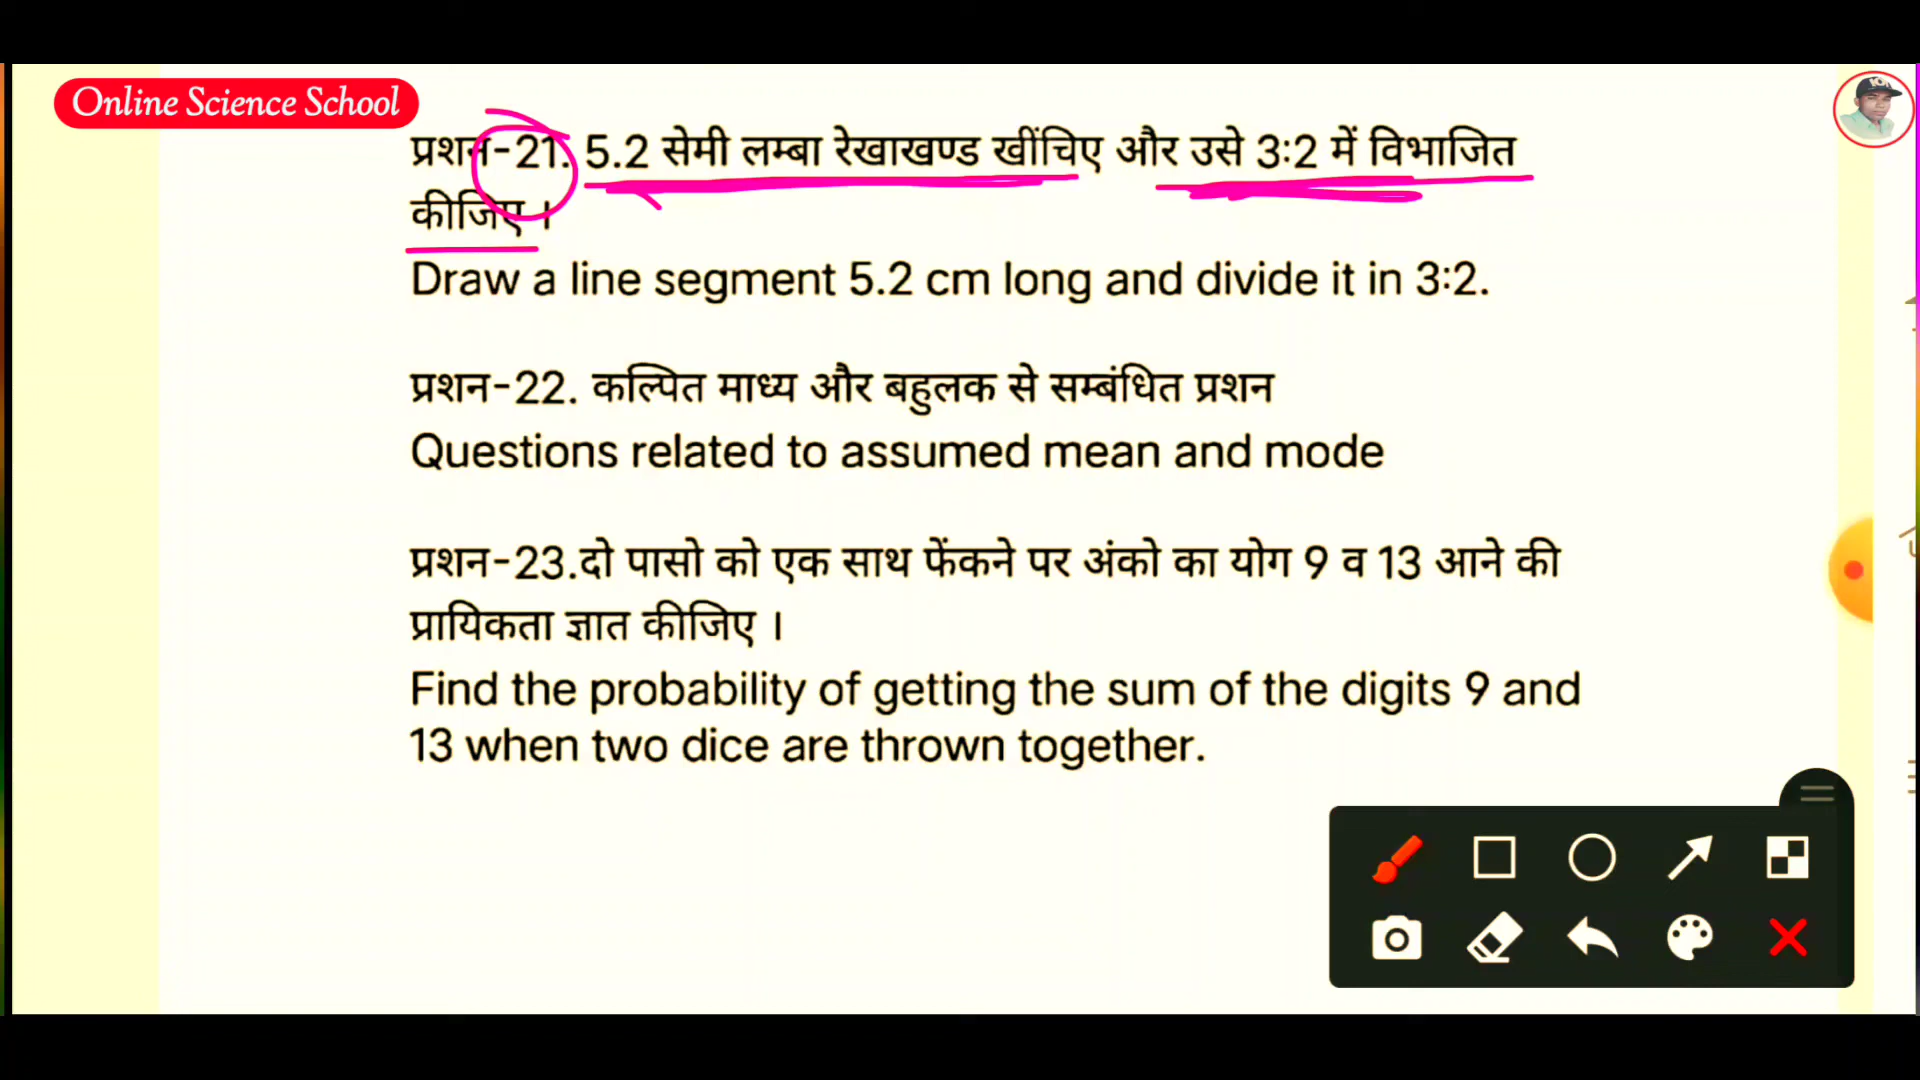 Online Science School
प्रशन-21. 5.2 सेमी लम्बा रेखाखण्ड खींचिए और उसे 3:2 में विभाजित
कीजिए ।
Draw a line segment 5.2 cm long and divide it in 3:2.
प्रशन-22. कल्पित माध्य और बहुलक से सम्बंधित प्रशन
Questions related to assumed mean and mode
प्रशन-23.दो पासो को एक साथ फेंकने पर अंको का योग 9 व 13 आने की
प्रायिकता ज्ञात कीजिए ।
Find the probability of getting the sum of the digits 9 and
13 when two dice are thrown together.